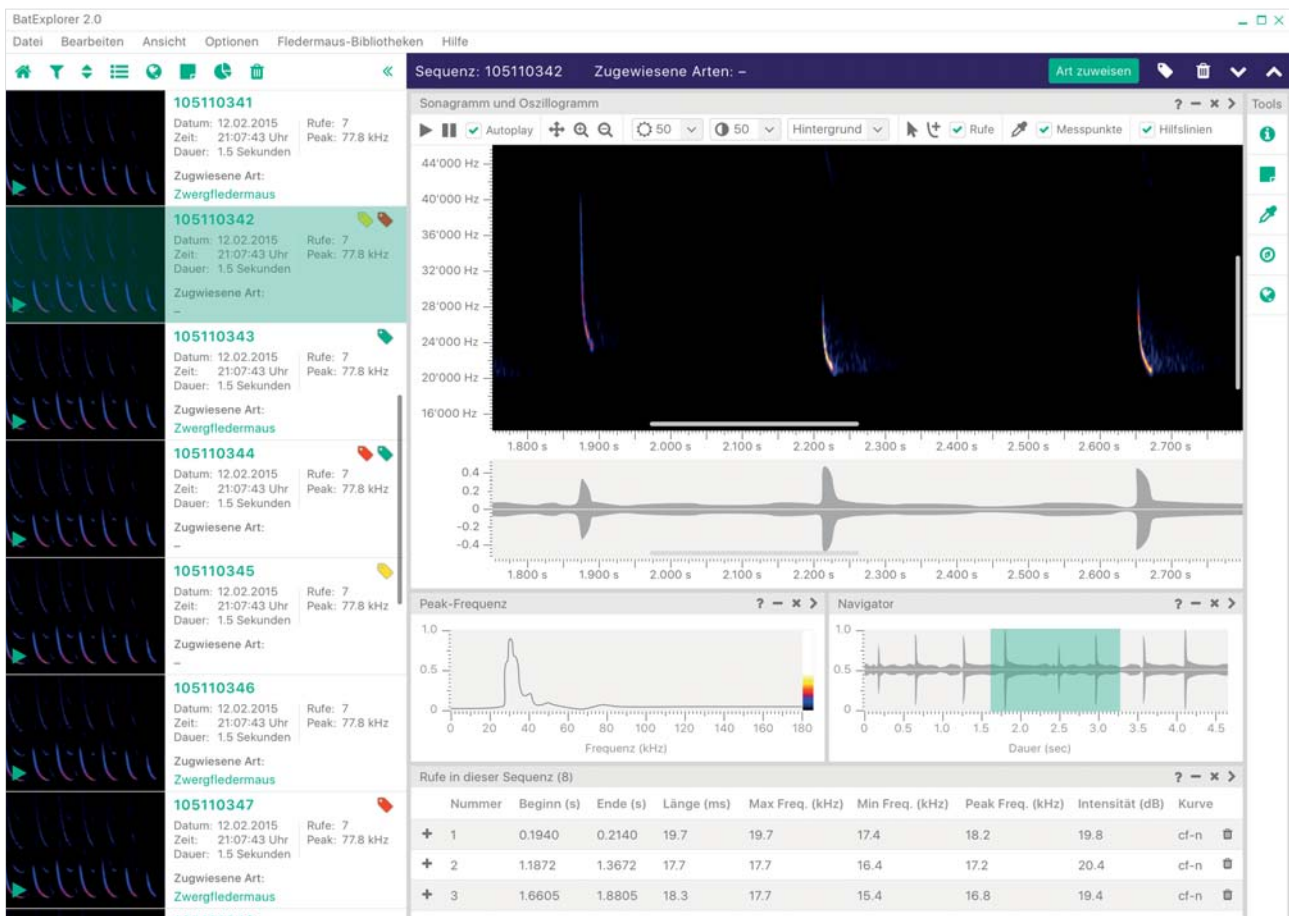 BatExplorer 2.0
Datei Bearbeiten Ansicht Optionen Fledermaus-Bibliotheken Hilfe
105110341
Datum: 12.02.2015 Rufe: 7
Zeit: 21:07:43 Uhr Peak: 77.8 kHz
Dauer: 1.5 Sekunden
Zugwiesene Art:
Zwergfledermaus
105110342
Datum: 12.02.2015 Rufe: 7
Zeit: 21:07:43 Uhr Peak: 77.8 kHz
Dauer: 1.5 Sekunden
Zugwiesene Art:
–
105110343
Datum: 12.02.2015 Rufe: 7
Zeit: 21:07:43 Uhr Peak: 77.8 kHz
Dauer: 1.5 Sekunden
Zugwiesene Art:
Zwergfledermaus
105110344
Datum: 12.02.2015 Rufe: 7
Zeit: 21:07:43 Uhr Peak: 77.8 kHz
Dauer: 1.5 Sekunden
Zugwiesene Art:
–
105110345
Datum: 12.02.2015 Rufe: 7
Zeit: 21:07:43 Uhr Peak: 77.8 kHz
Dauer: 1.5 Sekunden
Zugwiesene Art:
–
105110346
Datum: 12.02.2015 Rufe: 7
Zeit: 21:07:43 Uhr Peak: 77.8 kHz
Dauer: 1.5 Sekunden
Zugwiesene Art:
Zwergfledermaus
105110347
Datum: 12.02.2015 Rufe: 7
Zeit: 21:07:43 Uhr Peak: 77.8 kHz
Dauer: 1.5 Sekunden
Zugwiesene Art:
Zwergfledermaus
Sequenz: 105110342 Zugewiesene Arten: – Art zuweisen
Sonagramm und Oszillogramm Tools
Autoplay 50 50 Hintergrund Rufe Messpunkte Hilfslinien
44'000 Hz
40'000 Hz
36'000 Hz
32'000 Hz
28'000 Hz
24'000 Hz
20'000 Hz
16'000 Hz
1.800 s 1.900 s 2.000 s 2.100 s 2.200 s 2.300 s 2.400 s 2.500 s 2.600 s 2.700 s
0.4
0.2
0
-0.2
-0.4
1.800 s 1.900 s 2.000 s 2.100 s 2.200 s 2.300 s 2.400 s 2.500 s 2.600 s 2.700 s
Peak-Frequenz
1.0
0.5
0
0 20 40 60 80 100 120 140 160 180
Frequenz (kHz)
Navigator
1.0
0.5
0
0 0.5 1.0 1.5 2.0 2.5 3.0 3.5 4.0 4.5
Dauer (sec)
Rufe in dieser Sequenz (8)
Nummer Beginn (s) Ende (s) Länge (ms) Max Freq. (kHz) Min Freq. (kHz) Peak Freq. (kHz) Intensität (dB) Kurve
1 0.1940 0.2140 19.7 19.7 17.4 18.2 19.8 cf-n
2 1.1872 1.3672 17.7 17.7 16.4 17.2 20.4 cf-n
3 1.6605 1.8805 18.3 17.7 15.4 16.8 19.4 cf-n